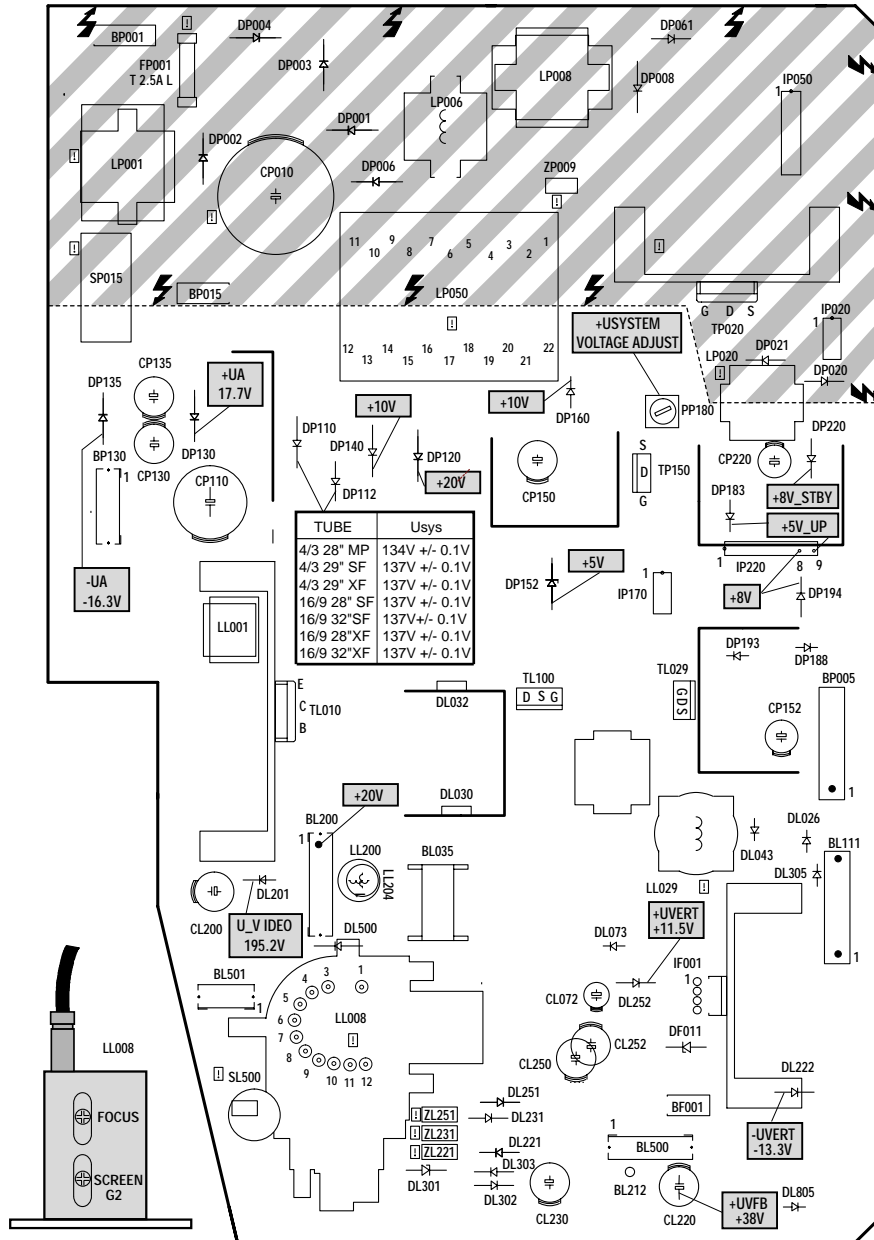 BP001
DP004
DP061
FP001
T 2.5A L
DP003
LP006
LP008
DP008
IP050
1
DP001
DP002
LP001
CP010
DP006
ZP009
11 10 9 8 7 6 5 4 3 2 1
SP015
BP015
LP050
G D S
TP020
IP020
1
12 13 14 15 16 17 18 19 20 21 22
+USYSTEM
VOLTAGE ADJUST
LP020
DP021
DP020
CP135
DP135
+UA
17.7V
+10V
+10V
DP160
PP180
BP130
1
CP130
DP130
CP110
DP110
DP140
DP112
DP120
+20V
CP150
S
D
G
TP150
CP220
DP220
DP183
+8V_STBY
+5V_UP
TUBE Usys
4/3 28" MP 134V +/- 0.1V
4/3 29" SF 137V +/- 0.1V
4/3 29" XF 137V +/- 0.1V
16/9 28" SF 137V +/- 0.1V
16/9 32"SF 137V+/- 0.1V
16/9 28"XF 137V +/- 0.1V
16/9 32"XF 137V +/- 0.1V
-UA
-16.3V
DP152
+5V
1
IP170
1
IP220
8 9
+8V
DP194
LL001
DP193
DP188
TL029
G D S
BP005
1
E
C
B
TL010
DL032
TL100
D S G
CP152
+20V
DL030
BL200
1
LL200
LL204
BL035
DL026
DL043
BL111
DL305
1
LL029
CL200
DL201
U_V IDEO
195.2V
DL500
+UVERT
+11.5V
DL073
IF001
1
BL501
1
4 3 1
5
6
7
8
9 10 11 12
LL008
CL072
DL252
CL252
CL250
DF011
DL222
LL008
SL500
FOCUS
SCREEN
G2
DL251
DL231
ZL251
ZL231
ZL221
DL221
DL303
DL301
DL302
CL230
BF001
1
BL500
BL212
CL220
-UVERT
-13.3V
+UVFB
+38V
DL805